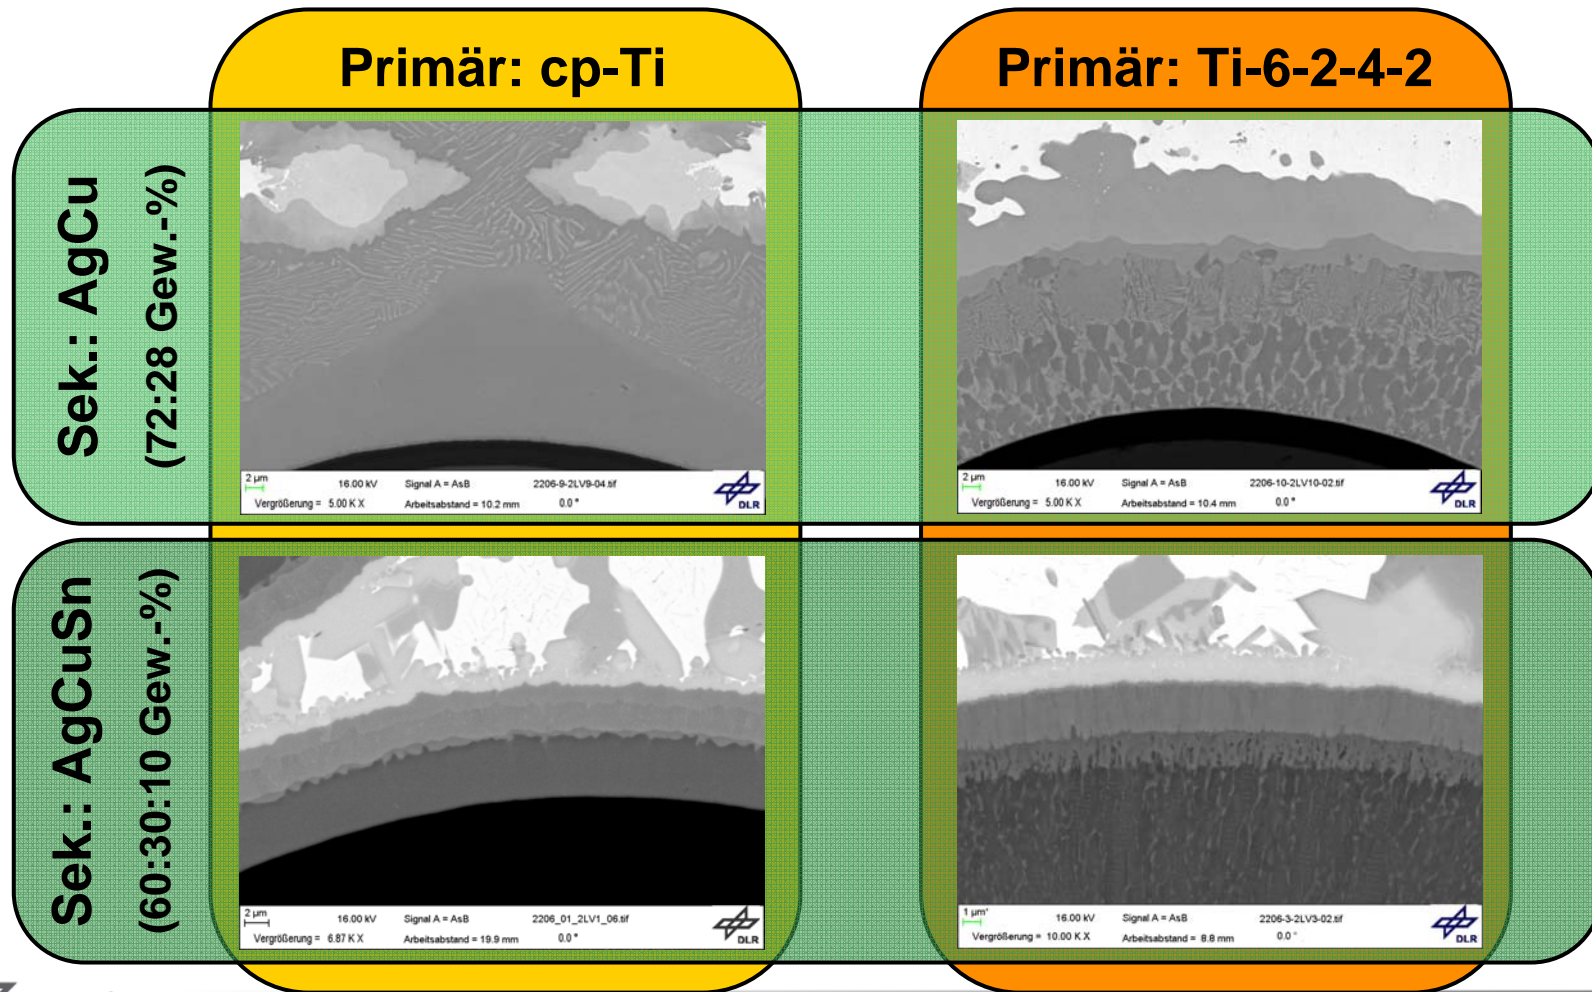 Primär: cp-Ti
Primär: Ti-6-2-4-2
Sek.: AgCu
(72:28 Gew.-%)
2 µm
16.00 kV
Signal A = AsB
2206-9-2LV9-04.tif
Vergrößerung = 5.00 K X
Arbeitsabstand = 10.2 mm
0.0 °
DLR
2 µm
16.00 kV
Signal A = AsB
2206-10-2LV10-02.tif
Vergrößerung = 5.00 K X
Arbeitsabstand = 10.4 mm
0.0 °
DLR
Sek.: AgCuSn
(60:30:10 Gew.-%)
2 µm
16.00 kV
Signal A = AsB
2206_01_2LV1_06.tif
Vergrößerung = 6.87 K X
Arbeitsabstand = 19.9 mm
0.0 °
DLR
1 µm*
16.00 kV
Signal A = AsB
2206-3-2LV3-02.tif
Vergrößerung = 10.00 K X
Arbeitsabstand = 8.8 mm
0.0 °
DLR